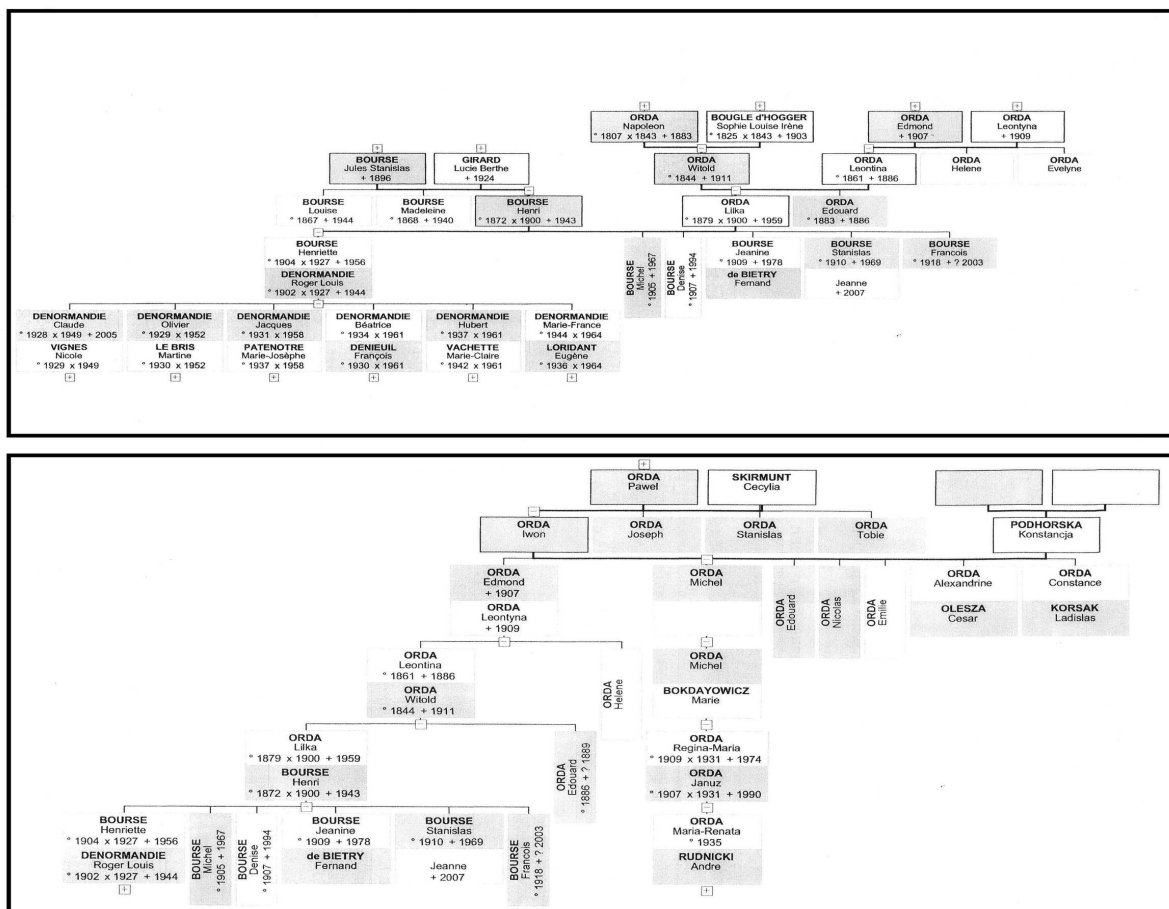 ORDA
Napoleon
° 1807 x 1843 + 1883
BOUGLE d'HOGGER
Sophie Louise Irène
° 1825 x 1843 + 1903
ORDA
Edmond
+ 1907
ORDA
Leontyna
+ 1909
BOURSE
Jules Stanislas
+ 1896
GIRARD
Lucie Berthe
+ 1924
ORDA
Witold
° 1844 + 1911
ORDA
Leontina
° 1861 + 1886
ORDA
Helene
ORDA
Evelyne
BOURSE
Louise
° 1867 + 1944
BOURSE
Madeleine
° 1868 + 1940
BOURSE
Henri
° 1872 x 1900 + 1943
ORDA
Lilka
° 1879 x 1900 + 1959
ORDA
Edouard
° 1883 + 1886
BOURSE
Henriette
° 1904 x 1927 + 1956
DENORMANDIE
Roger Louis
° 1902 x 1927 + 1944
BOURSE
Michel
° 1905 + 1967
BOURSE
Denise
° 1907 + 1994
BOURSE
Jeanine
° 1909 + 1978
de BIETRY
Fernand
BOURSE
Stanislas
° 1910 + 1969
Jeanne
+ 2007
BOURSE
Francois
° 1918 + ? 2003
DENORMANDIE
Claude
° 1928 x 1949 + 2005
VIGNES
Nicole
° 1929 x 1949
DENORMANDIE
Olivier
° 1929 x 1952
LE BRIS
Martine
° 1930 x 1952
DENORMANDIE
Jacques
° 1931 x 1958
PATENOTRE
Marie-Josèphe
° 1937 x 1958
DENORMANDIE
Béatrice
° 1934 x 1961
DENIEUIL
François
° 1930 x 1961
DENORMANDIE
Hubert
° 1937 x 1961
VACHETTE
Marie-Claire
° 1942 x 1961
DENORMANDIE
Marie-France
° 1944 x 1964
LORIDANT
Eugène
° 1936 x 1964
ORDA
Pawel
SKIRMUNT
Cecylia
ORDA
Iwon
ORDA
Joseph
ORDA
Stanislas
ORDA
Tobie
PODHORSKA
Konstancja
ORDA
Edmond
+ 1907
ORDA
Leontyna
+ 1909
ORDA
Michel
ORDA
Edouard
ORDA
Nicolas
ORDA
Emilie
ORDA
Alexandrine
OLESZA
Cesar
ORDA
Constance
KORSAK
Ladislas
ORDA
Leontina
° 1861 + 1886
ORDA
Witold
° 1844 + 1911
ORDA
Helene
ORDA
Michel
BOKDAYOWICZ
Marie
ORDA
Lilka
° 1879 x 1900 + 1959
BOURSE
Henri
° 1872 x 1900 + 1943
ORDA
Edouard
° 1886 + ? 1889
ORDA
Regina-Maria
° 1909 x 1931 + 1974
ORDA
Januz
° 1907 x 1931 + 1990
BOURSE
Henriette
° 1904 x 1927 + 1956
DENORMANDIE
Roger Louis
° 1902 x 1927 + 1944
BOURSE
Michel
° 1905 + 1967
BOURSE
Denise
° 1907 + 1994
BOURSE
Jeanine
° 1909 + 1978
de BIETRY
Fernand
BOURSE
Stanislas
° 1910 + 1969
Jeanne
+ 2007
BOURSE
Francois
° 1918 + ? 2003
ORDA
Maria-Renata
° 1935
RUDNICKI
Andre